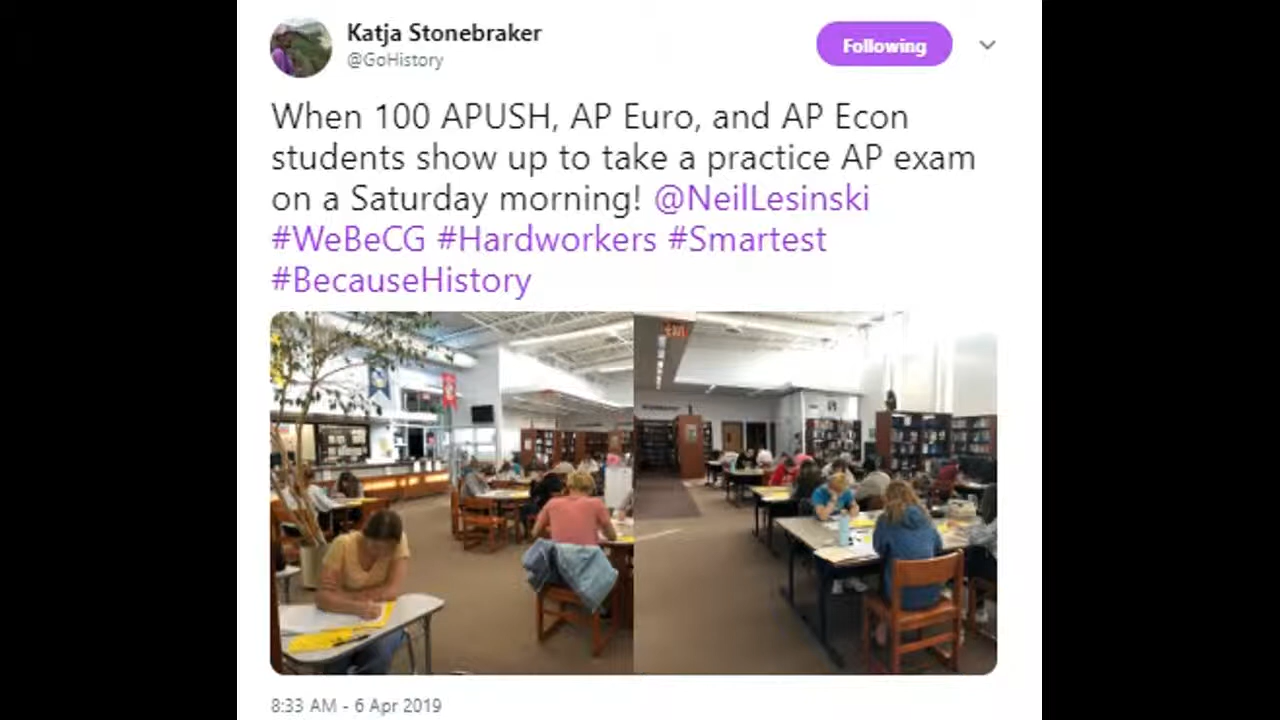 Katja Stonebraker
@GoHistory
Following
When 100 APUSH, AP Euro, and AP Econ
students show up to take a practice AP exam
on a Saturday morning! @NeilLesinski
#WeBeCG #Hardworkers #Smartest
#BecauseHistory
EXIT
8:33 AM - 6 Apr 2019